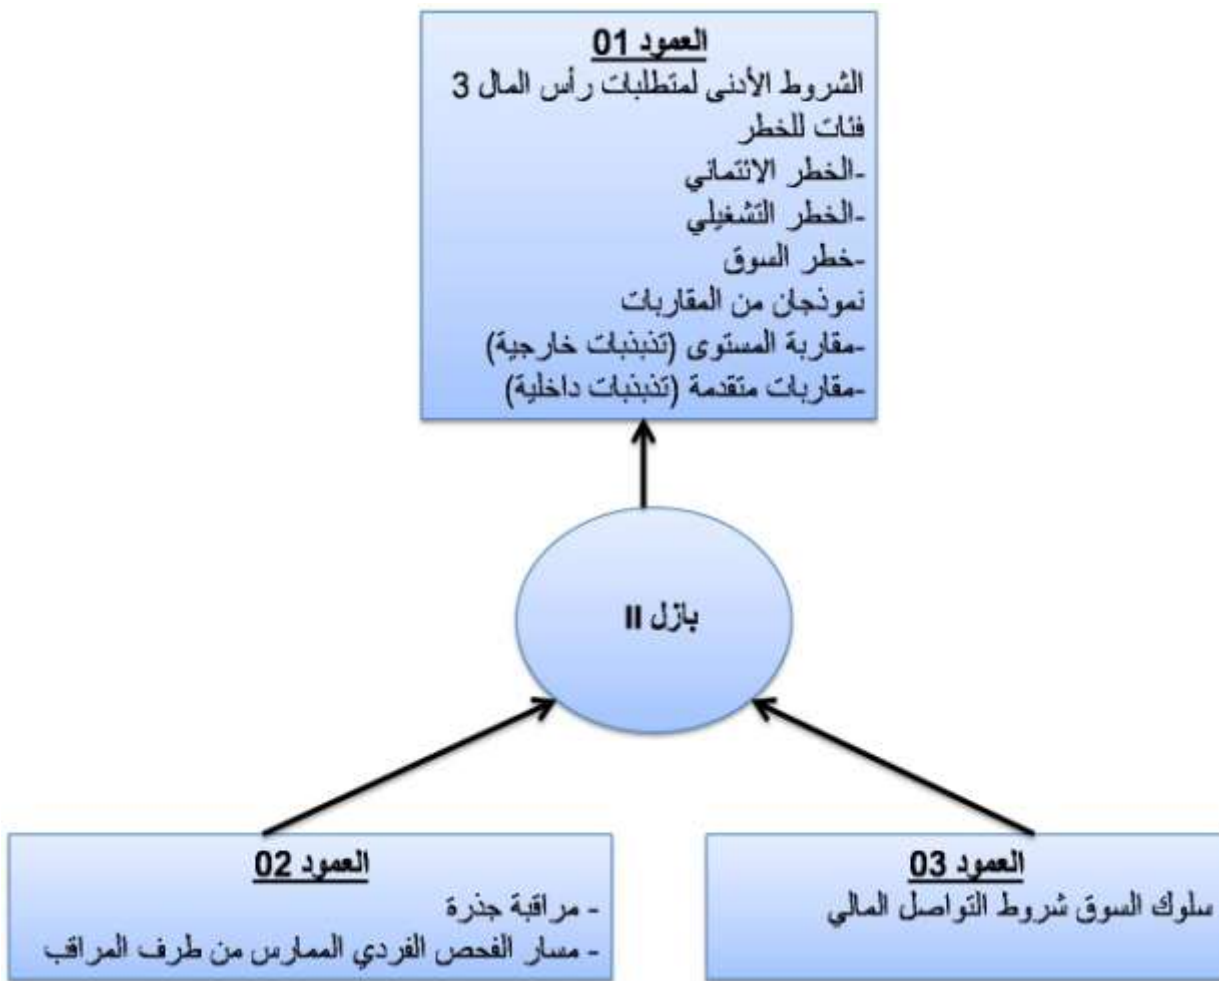 العمود 01
الشروط الأدنى لمتطلبات رأس المال 3
فئات للخطر
-الخطر الائتماني
-الخطر التشغيلي
-خطر السوق
نموذجان من المقاربات
-مقاربة المستوى (تذبذبات خارجية)
-مقاربات متقدمة (تذبذبات داخلية)
بازل II
العمود 03
سلوك السوق شروط التواصل المالي
العمود 02
- مراقبة جذرة
- مسار الفحص الفردي الممارس من طرف المراقب